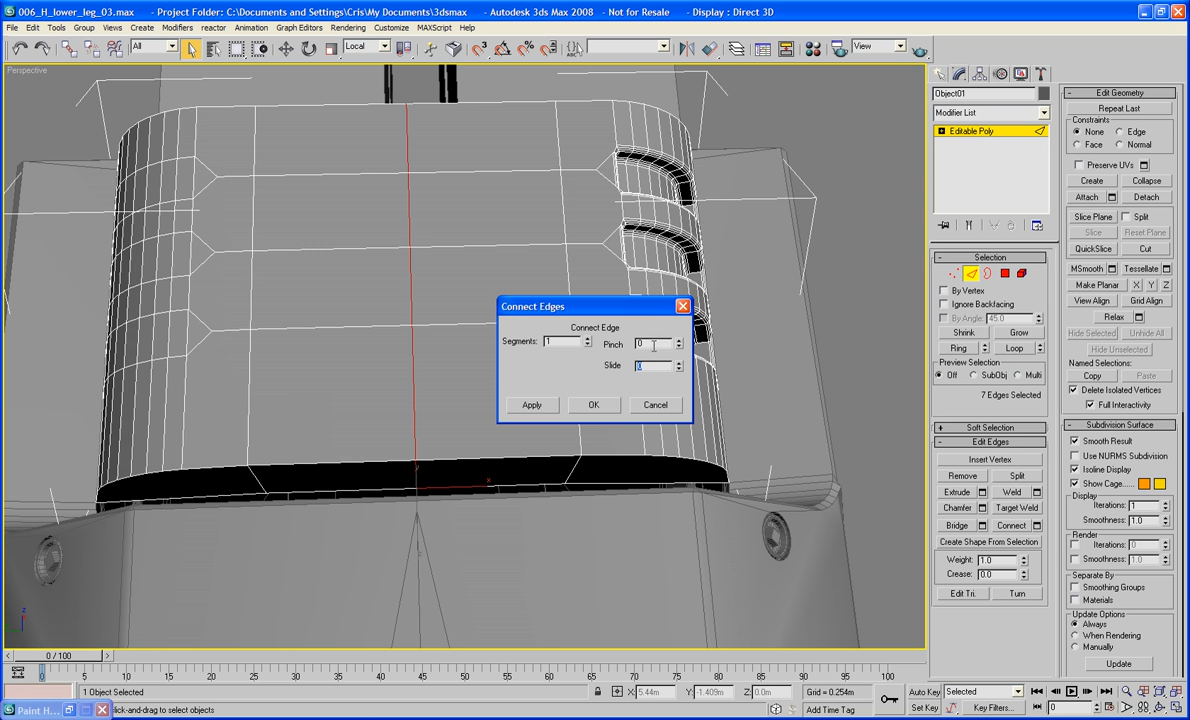 006_H_lower_leg_03.max - Project Folder: C:\Documents and Settings\Cris\My Documents\3dsmax - Autodesk 3ds Max 2008 - Not for Resale - Display : Direct 3D
File Edit Tools Group Views Create Modifiers reactor Animation Graph Editors Rendering Customize MAXScript Help
All Local View
Perspective
Object01
Modifier List
Editable Poly
Selection
By Vertex
Ignore Backfacing
By Angle: 45.0
Shrink Grow
Ring Loop
Preview Selection
Off SubObj Multi
7 Edges Selected
Soft Selection
Edit Edges
Insert Vertex
Remove Split
Extrude Weld
Chamfer Target Weld
Bridge Connect
Create Shape From Selection
Weight: 1.0
Crease: 0.0
Edit Tri. Turn
Edit Geometry
Repeat Last
Constraints
None Edge
Face Normal
Preserve UVs
Create Collapse
Attach Detach
Slice Plane Split
Slice Reset Plane
QuickSlice Cut
MSmooth Tessellate
Make Planar X Y Z
View Align Grid Align
Relax
Hide Selected Unhide All
Hide Unselected
Named Selections:
Copy Paste
Delete Isolated Vertices
Full Interactivity
Subdivision Surface
Smooth Result
Use NURMS Subdivision
Isoline Display
Show Cage......
Display
Iterations: 1
Smoothness: 1.0
Render
Iterations: 0
Smoothness: 1.0
Separate By
Smoothing Groups
Materials
Update Options
Always
When Rendering
Manually
Update
Connect Edges
Connect Edge
Segments: 1 Pinch 0
Slide 0
Apply OK Cancel
0 / 100
0 5 10 15 20 25 30 35 40 45 50 55 60 65 70 75 80 85 90 95 100
1 Object Selected X: 5.44m Y: -1.409m Z: 0.0m Grid = 0.254m Auto Key Selected
Paint H... lick-and-drag to select objects Add Time Tag Set Key Key Filters... 0